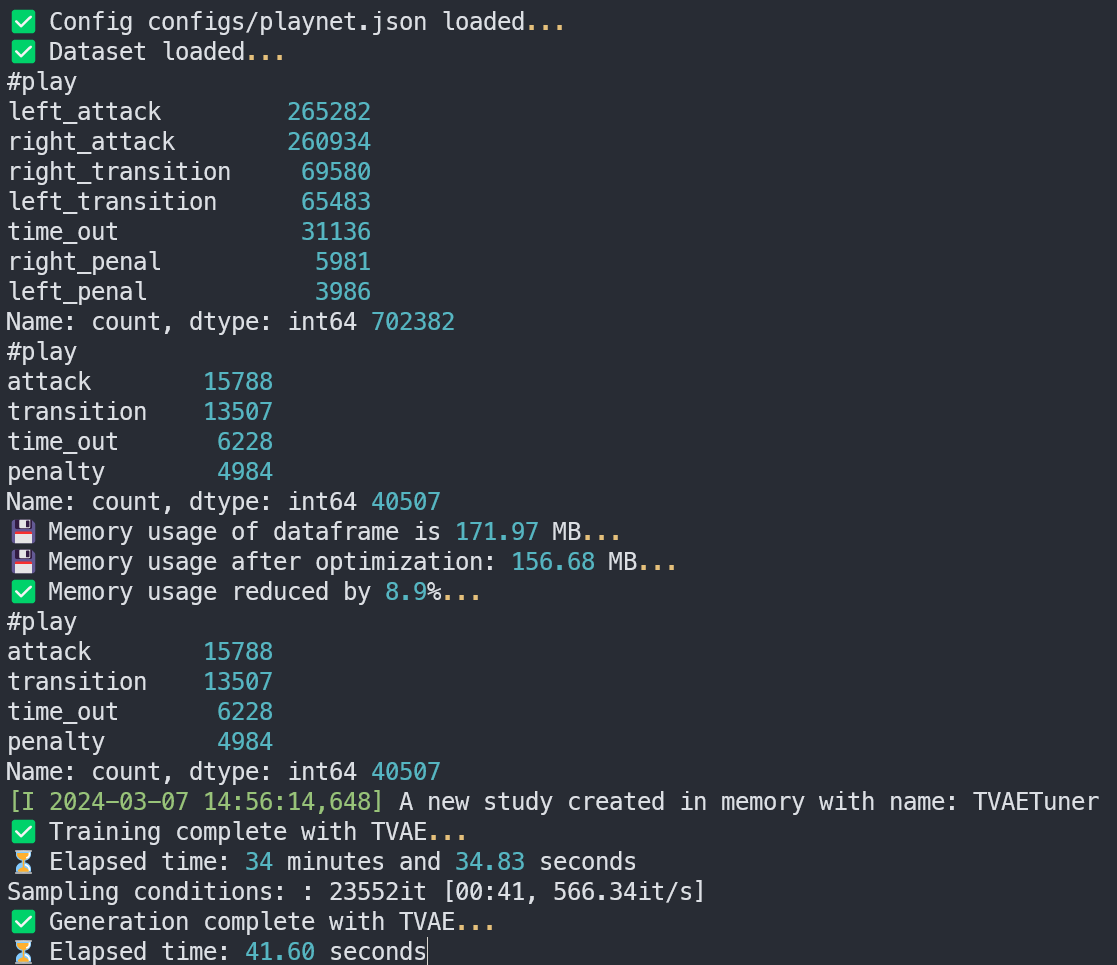 ✅ Config configs/playnet.json loaded...
✅ Dataset loaded...
#play
left_attack         265282
right_attack        260934
right_transition     69580
left_transition      65483
time_out             31136
right_penal           5981
left_penal            3986
Name: count, dtype: int64 702382
#play
attack        15788
transition    13507
time_out       6228
penalty        4984
Name: count, dtype: int64 40507
💾 Memory usage of dataframe is 171.97 MB...
💾 Memory usage after optimization: 156.68 MB...
✅ Memory usage reduced by 8.9%...
#play
attack        15788
transition    13507
time_out       6228
penalty        4984
Name: count, dtype: int64 40507
[I 2024-03-07 14:56:14,648] A new study created in memory with name: TVAETuner
✅ Training complete with TVAE...
⏳ Elapsed time: 34 minutes and 34.83 seconds
Sampling conditions: : 23552it [00:41, 566.34it/s]
✅ Generation complete with TVAE...
⏳ Elapsed time: 41.60 seconds